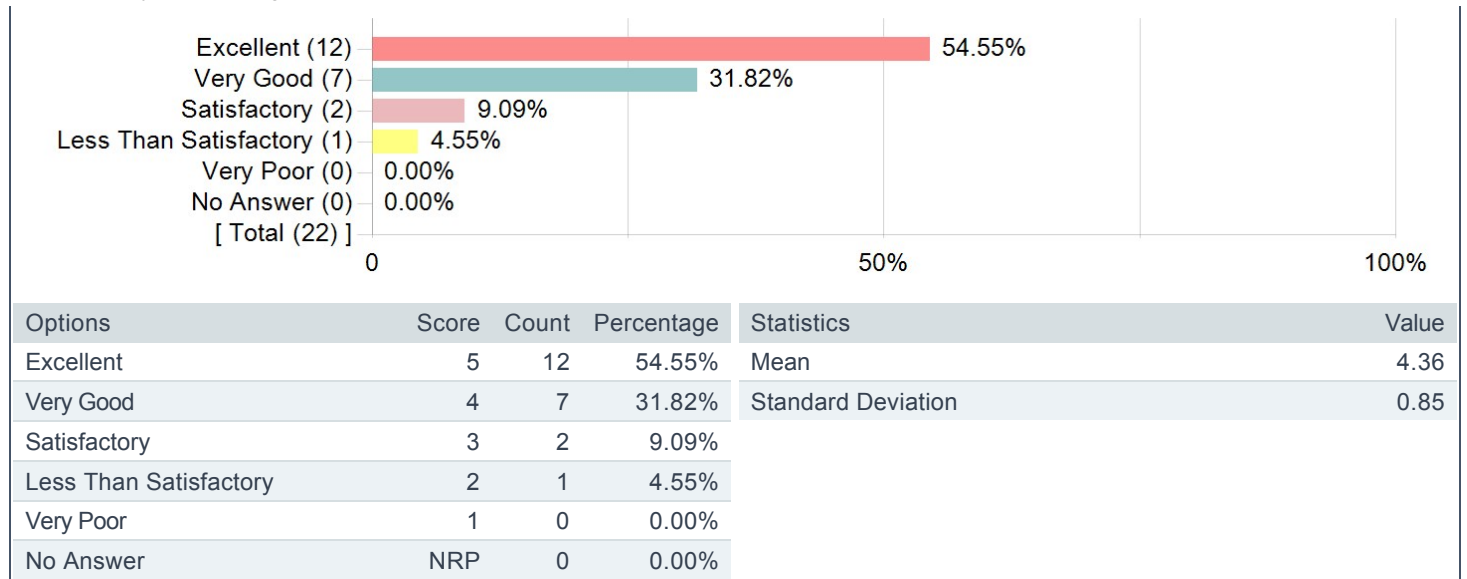 Excellent (12) 54.55%
Very Good (7) 31.82%
Satisfactory (2) 9.09%
Less Than Satisfactory (1) 4.55%
Very Poor (0) 0.00%
No Answer (0) 0.00%
[ Total (22) ]
0 50% 100%
Options Score Count Percentage Statistics Value
Excellent 5 12 54.55% Mean 4.36
Very Good 4 7 31.82% Standard Deviation 0.85
Satisfactory 3 2 9.09%
Less Than Satisfactory 2 1 4.55%
Very Poor 1 0 0.00%
No Answer NRP 0 0.00%